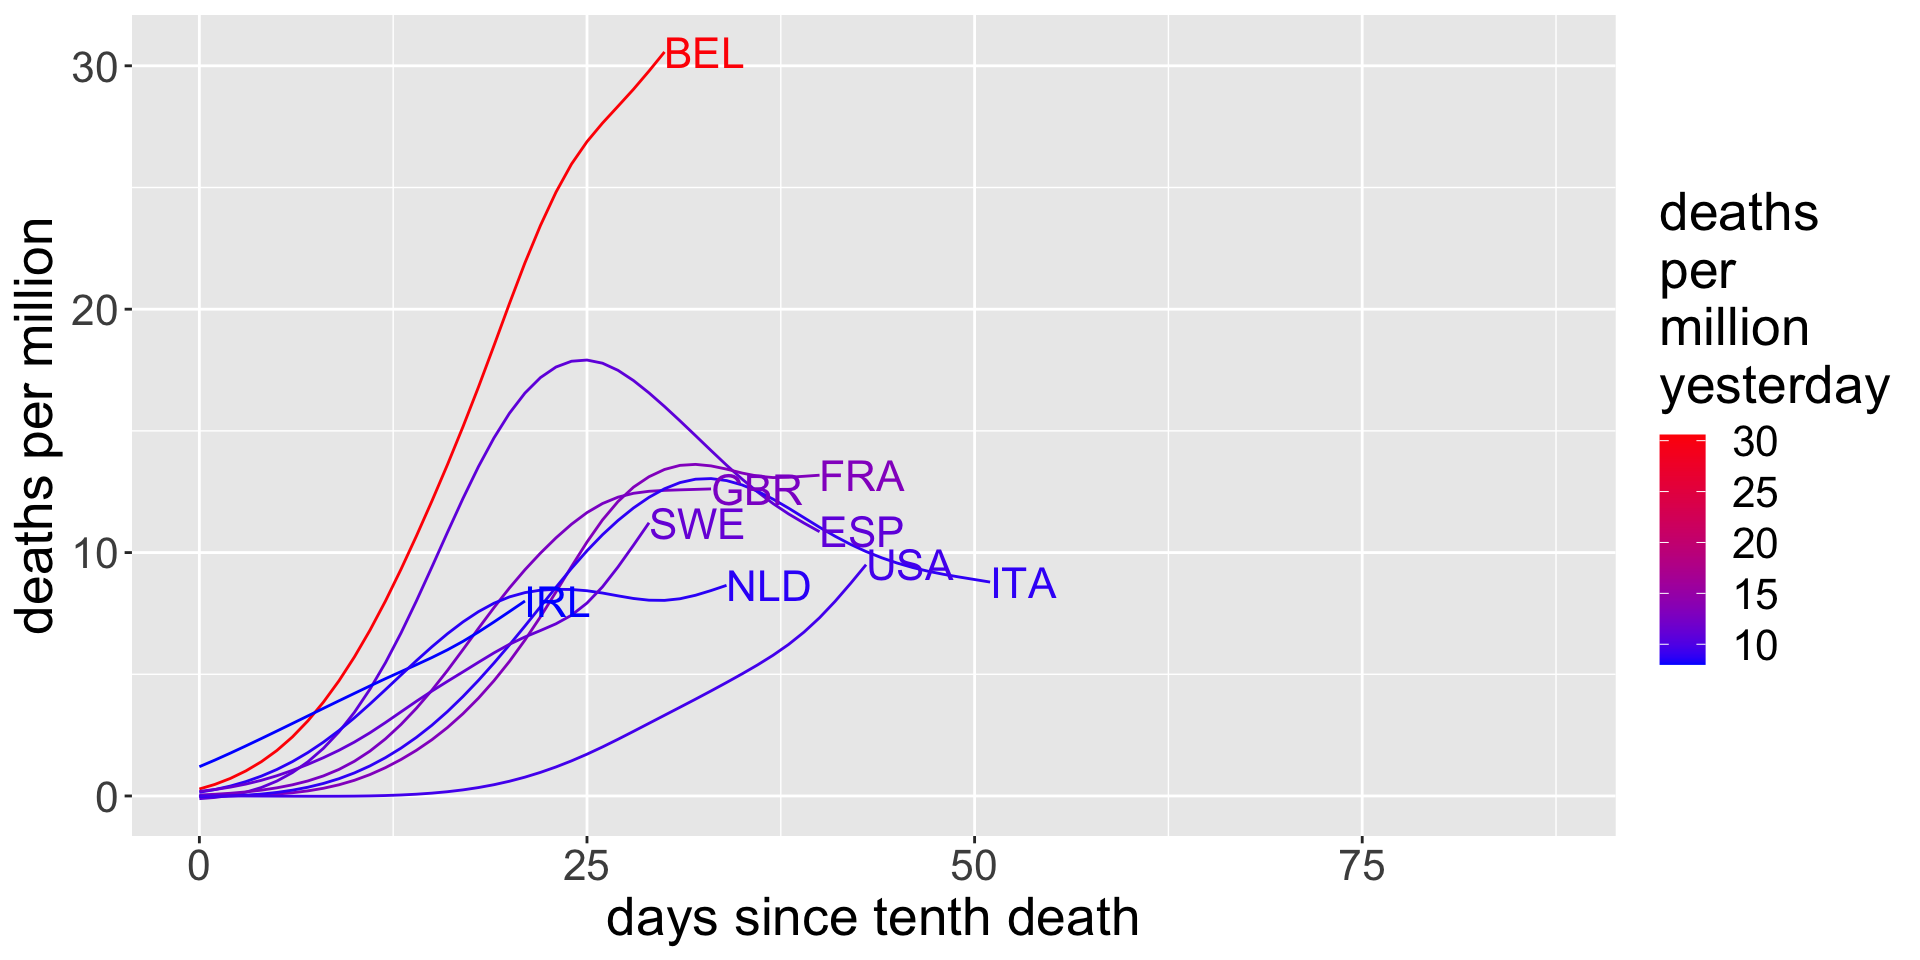 deaths per million
30
20
10
0
BEL
FRA
GBR
SWE
ESP
USA
ITA
NLD
IRL
0
25
50
75
days since tenth death
deaths
per
million
yesterday
30
25
20
15
10